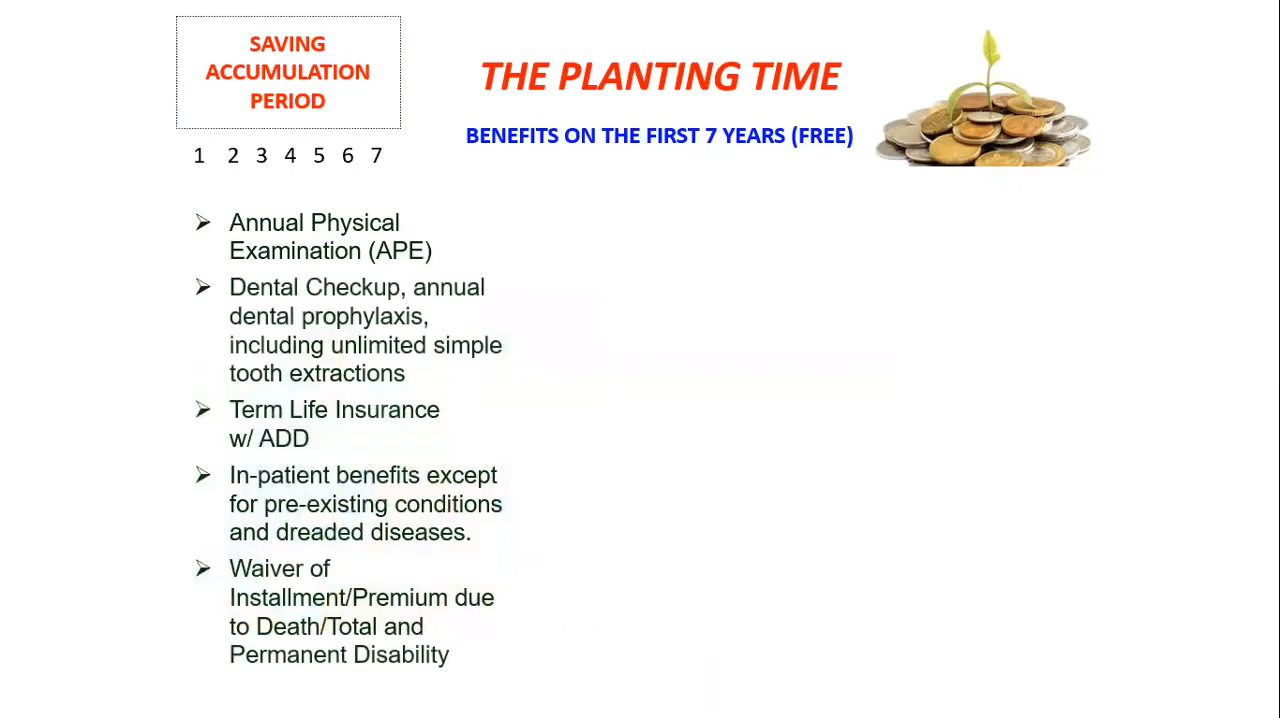 SAVING
ACCUMULATION
PERIOD
1 2 3 4 5 6 7
THE PLANTING TIME
BENEFITS ON THE FIRST 7 YEARS (FREE)
➢ Annual Physical
Examination (APE)
➢ Dental Checkup, annual
dental prophylaxis,
including unlimited simple
tooth extractions
➢ Term Life Insurance
w/ ADD
➢ In-patient benefits except
for pre-existing conditions
and dreaded diseases.
➢ Waiver of
Installment/Premium due
to Death/Total and
Permanent Disability